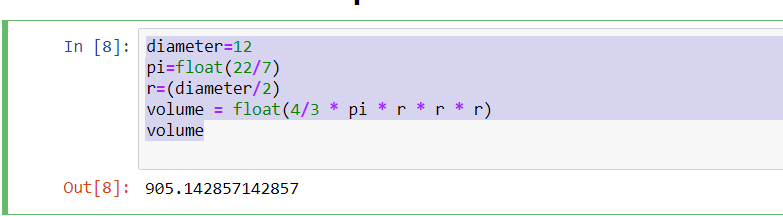 In [8]: diameter=12
pi=float(22/7)
r=(diameter/2)
volume = float(4/3 * pi * r * r * r)
volume
Out[8]: 905.142857142857